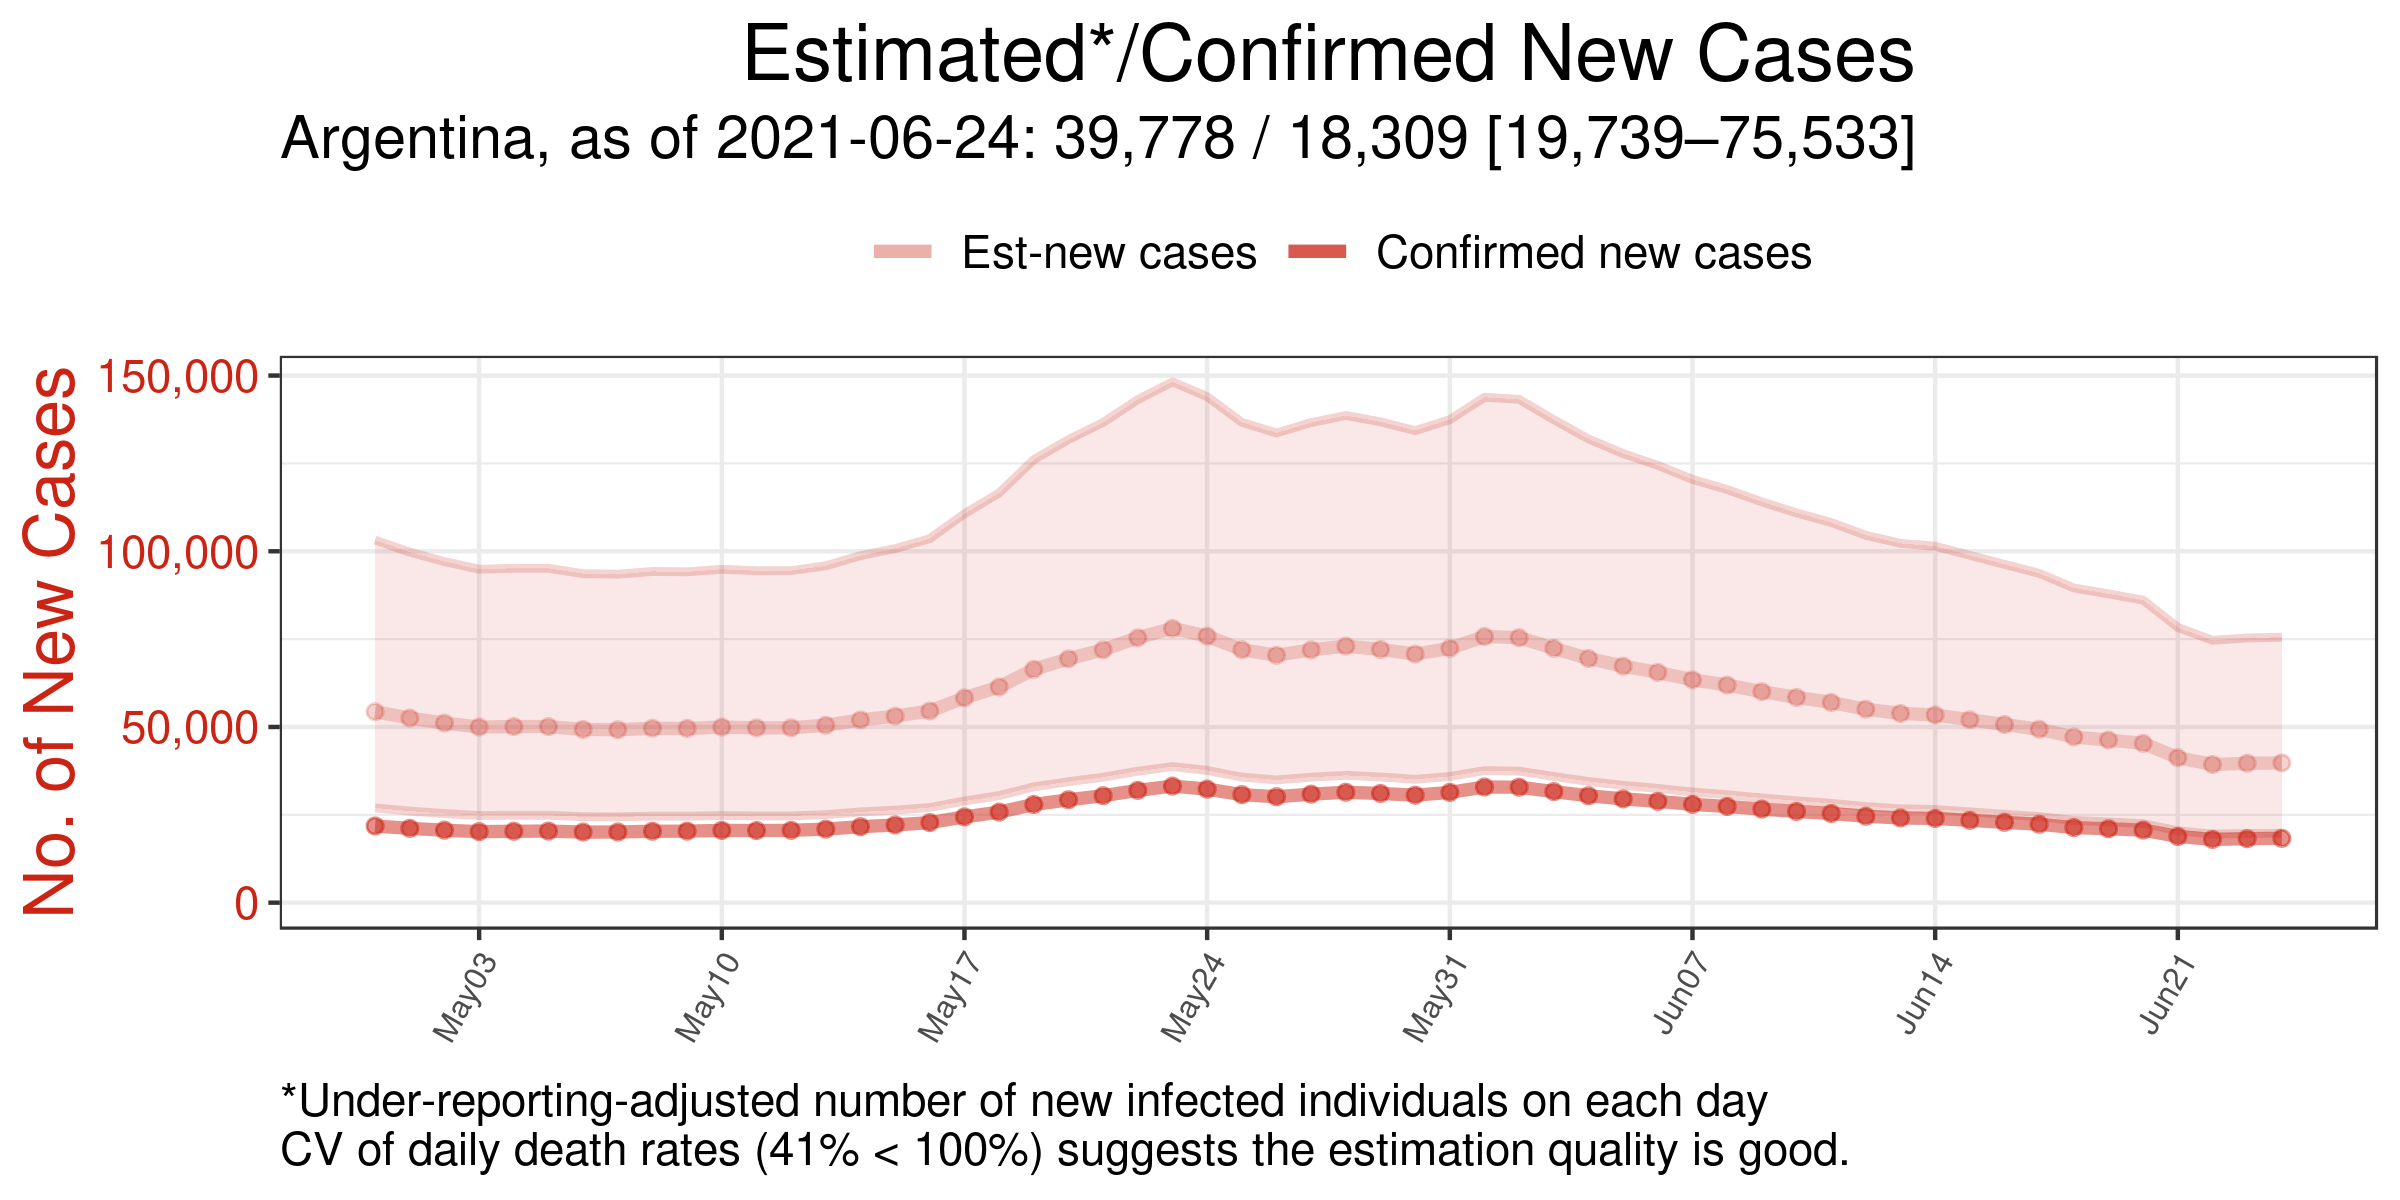 Estimated*/Confirmed New Cases
Argentina, as of 2021-06-24: 39,778 / 18,309 [19,739–75,533]
Est-new cases
Confirmed new cases
No. of New Cases
150,000
100,000
50,000
0
May03
May10
May17
May24
May31
Jun07
Jun14
Jun21
*Under-reporting-adjusted number of new infected individuals on each day
CV of daily death rates (41% < 100%) suggests the estimation quality is good.